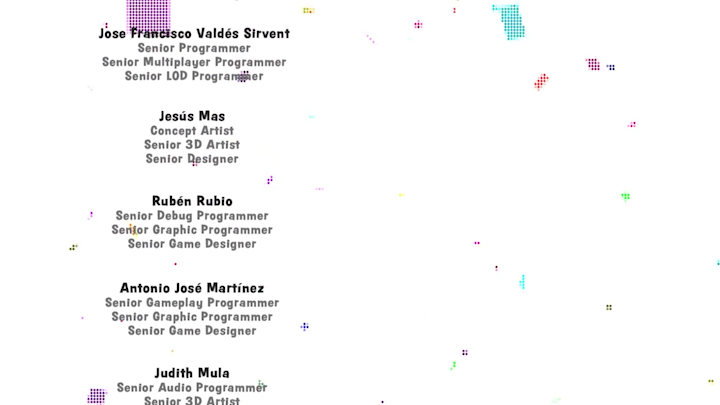 Jose Francisco Valdés Sirvent
Senior Programmer
Senior Multiplayer Programmer
Senior LOD Programmer
Jesús Mas
Concept Artist
Senior 3D Artist
Senior Designer
Rubén Rubio
Senior Debug Programmer
Senior Graphic Programmer
Senior Game Designer
Antonio José Martínez
Senior Gameplay Programmer
Senior Graphic Programmer
Senior Game Designer
Judith Mula
Senior Audio Programmer
Senior 3D Artist